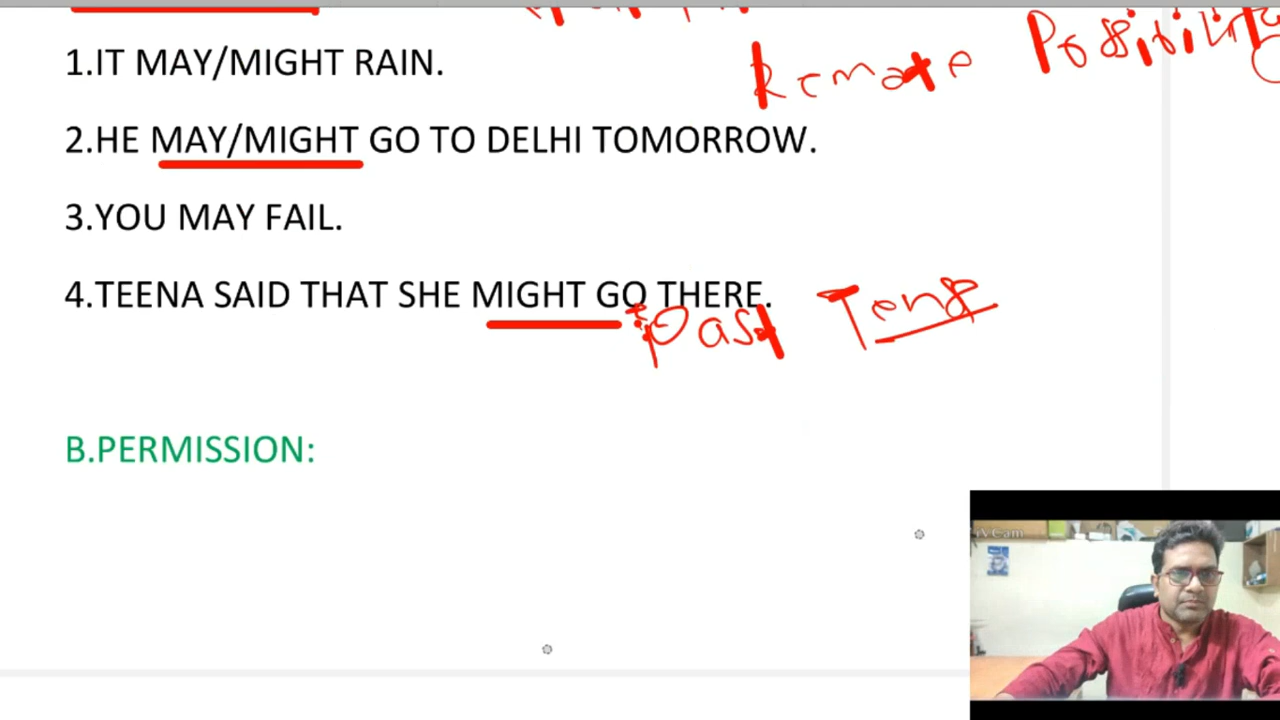 Remote Possibility
1.IT MAY/MIGHT RAIN.
2.HE MAY/MIGHT GO TO DELHI TOMORROW.
3.YOU MAY FAIL.
4.TEENA SAID THAT SHE MIGHT GO THERE.
Past Tense
B.PERMISSION:
iVCam